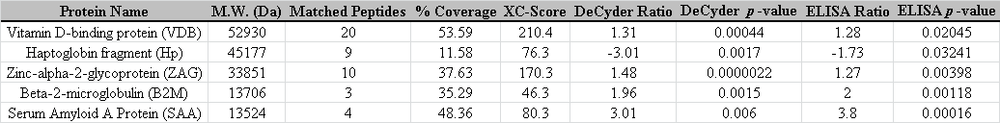 Protein Name M.W. (Da) Matched Peptides % Coverage XC-Score DeCyder Ratio DeCyder p-value ELISA Ratio ELISA p-value
Vitamin D-binding protein (VDB) 52930 20 53.59 210.4 1.31 0.00044 1.28 0.02045
Haptoglobin fragment (Hp) 45177 9 11.58 76.3 -3.01 0.0017 -1.73 0.03241
Zinc-alpha-2-glycoprotein (ZAG) 33851 10 37.63 170.3 1.48 0.0000022 1.27 0.00398
Beta-2-microglobulin (B2M) 13706 3 35.29 46.3 1.96 0.0015 2 0.00118
Serum Amyloid A Protein (SAA) 13524 4 48.36 80.3 3.01 0.006 3.8 0.00016